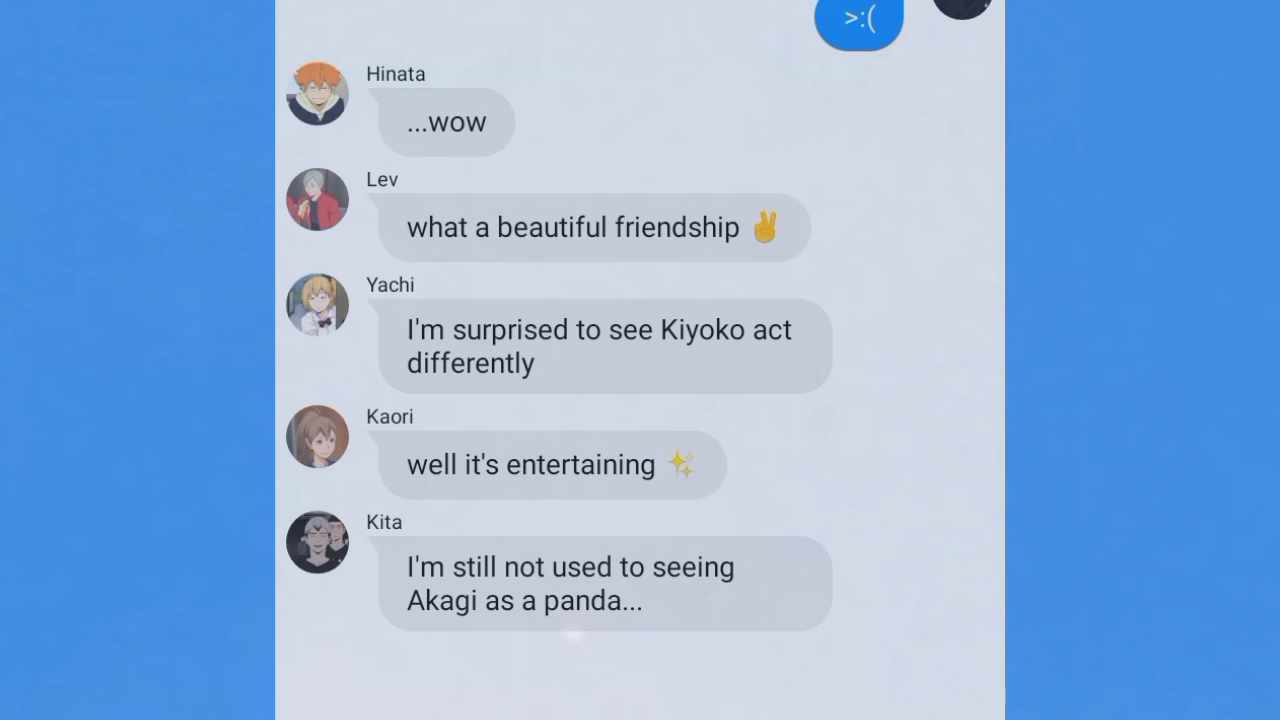 >:(
Hinata
...wow
Lev
what a beautiful friendship ✌
Yachi
I'm surprised to see Kiyoko act
differently
Kaori
well it's entertaining ✨
Kita
I'm still not used to seeing
Akagi as a panda...